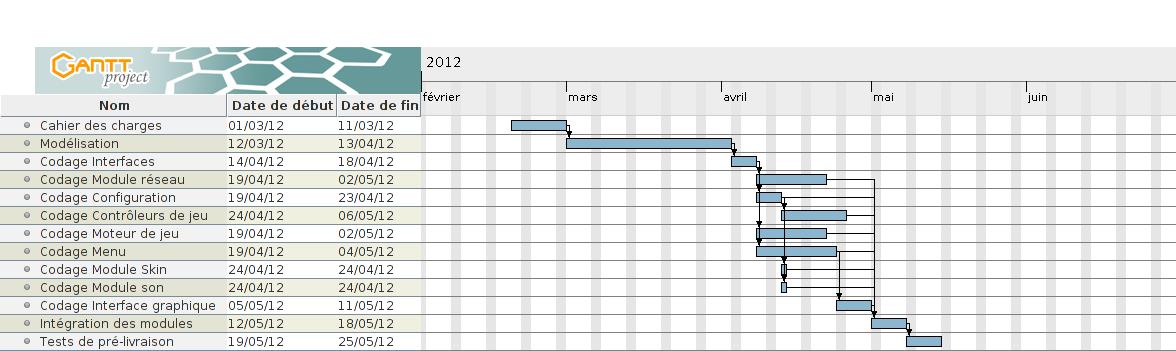 GANTT
project
2012
février mars avril mai juin
Nom Date de début Date de fin
Cahier des charges 01/03/12 11/03/12
Modélisation 12/03/12 13/04/12
Codage Interfaces 14/04/12 18/04/12
Codage Module réseau 19/04/12 02/05/12
Codage Configuration 19/04/12 23/04/12
Codage Contrôleurs de jeu 24/04/12 06/05/12
Codage Moteur de jeu 19/04/12 02/05/12
Codage Menu 19/04/12 04/05/12
Codage Module Skin 24/04/12 24/04/12
Codage Module son 24/04/12 24/04/12
Codage Interface graphique 05/05/12 11/05/12
Intégration des modules 12/05/12 18/05/12
Tests de pré-livraison 19/05/12 25/05/12